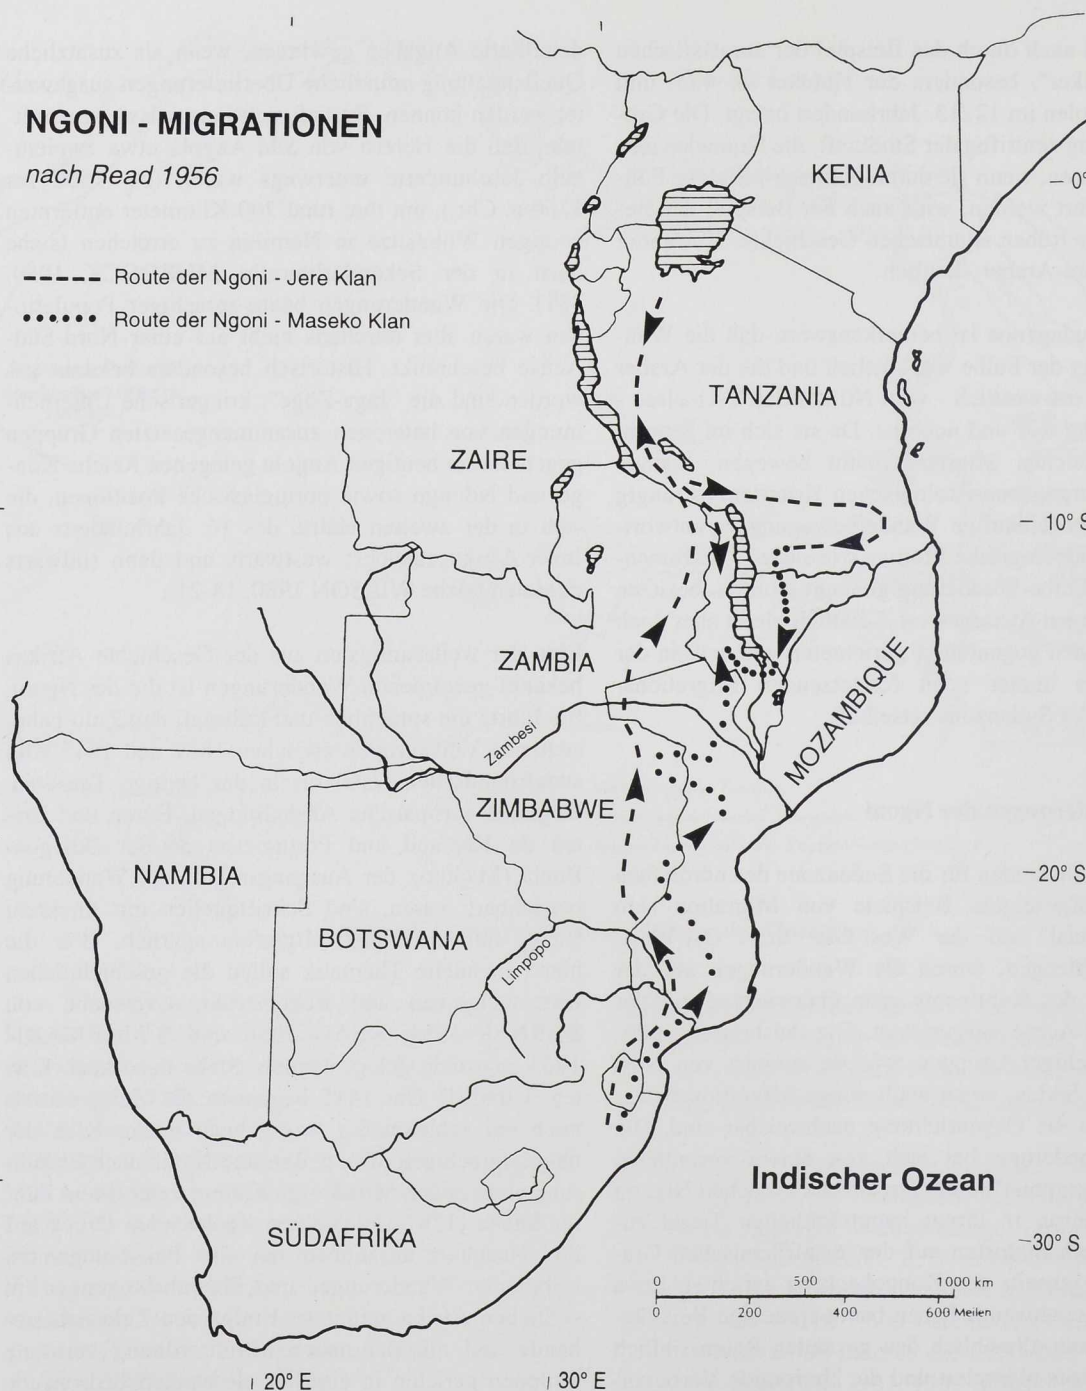 NGONI - MIGRATIONEN
nach Read 1956
Route der Ngoni - Jere Klan
Route der Ngoni - Maseko Klan
KENIA
0°
TANZANIA
ZAIRE
10° S
ZAMBIA
MOZAMBIQUE
Zambesi
ZIMBABWE
NAMIBIA
20° S
BOTSWANA
Limpopo
Indischer Ozean
SÜDAFRIKA
30° S
0 500 1000 km
0 200 400 600 Meilen
20° E
30° E